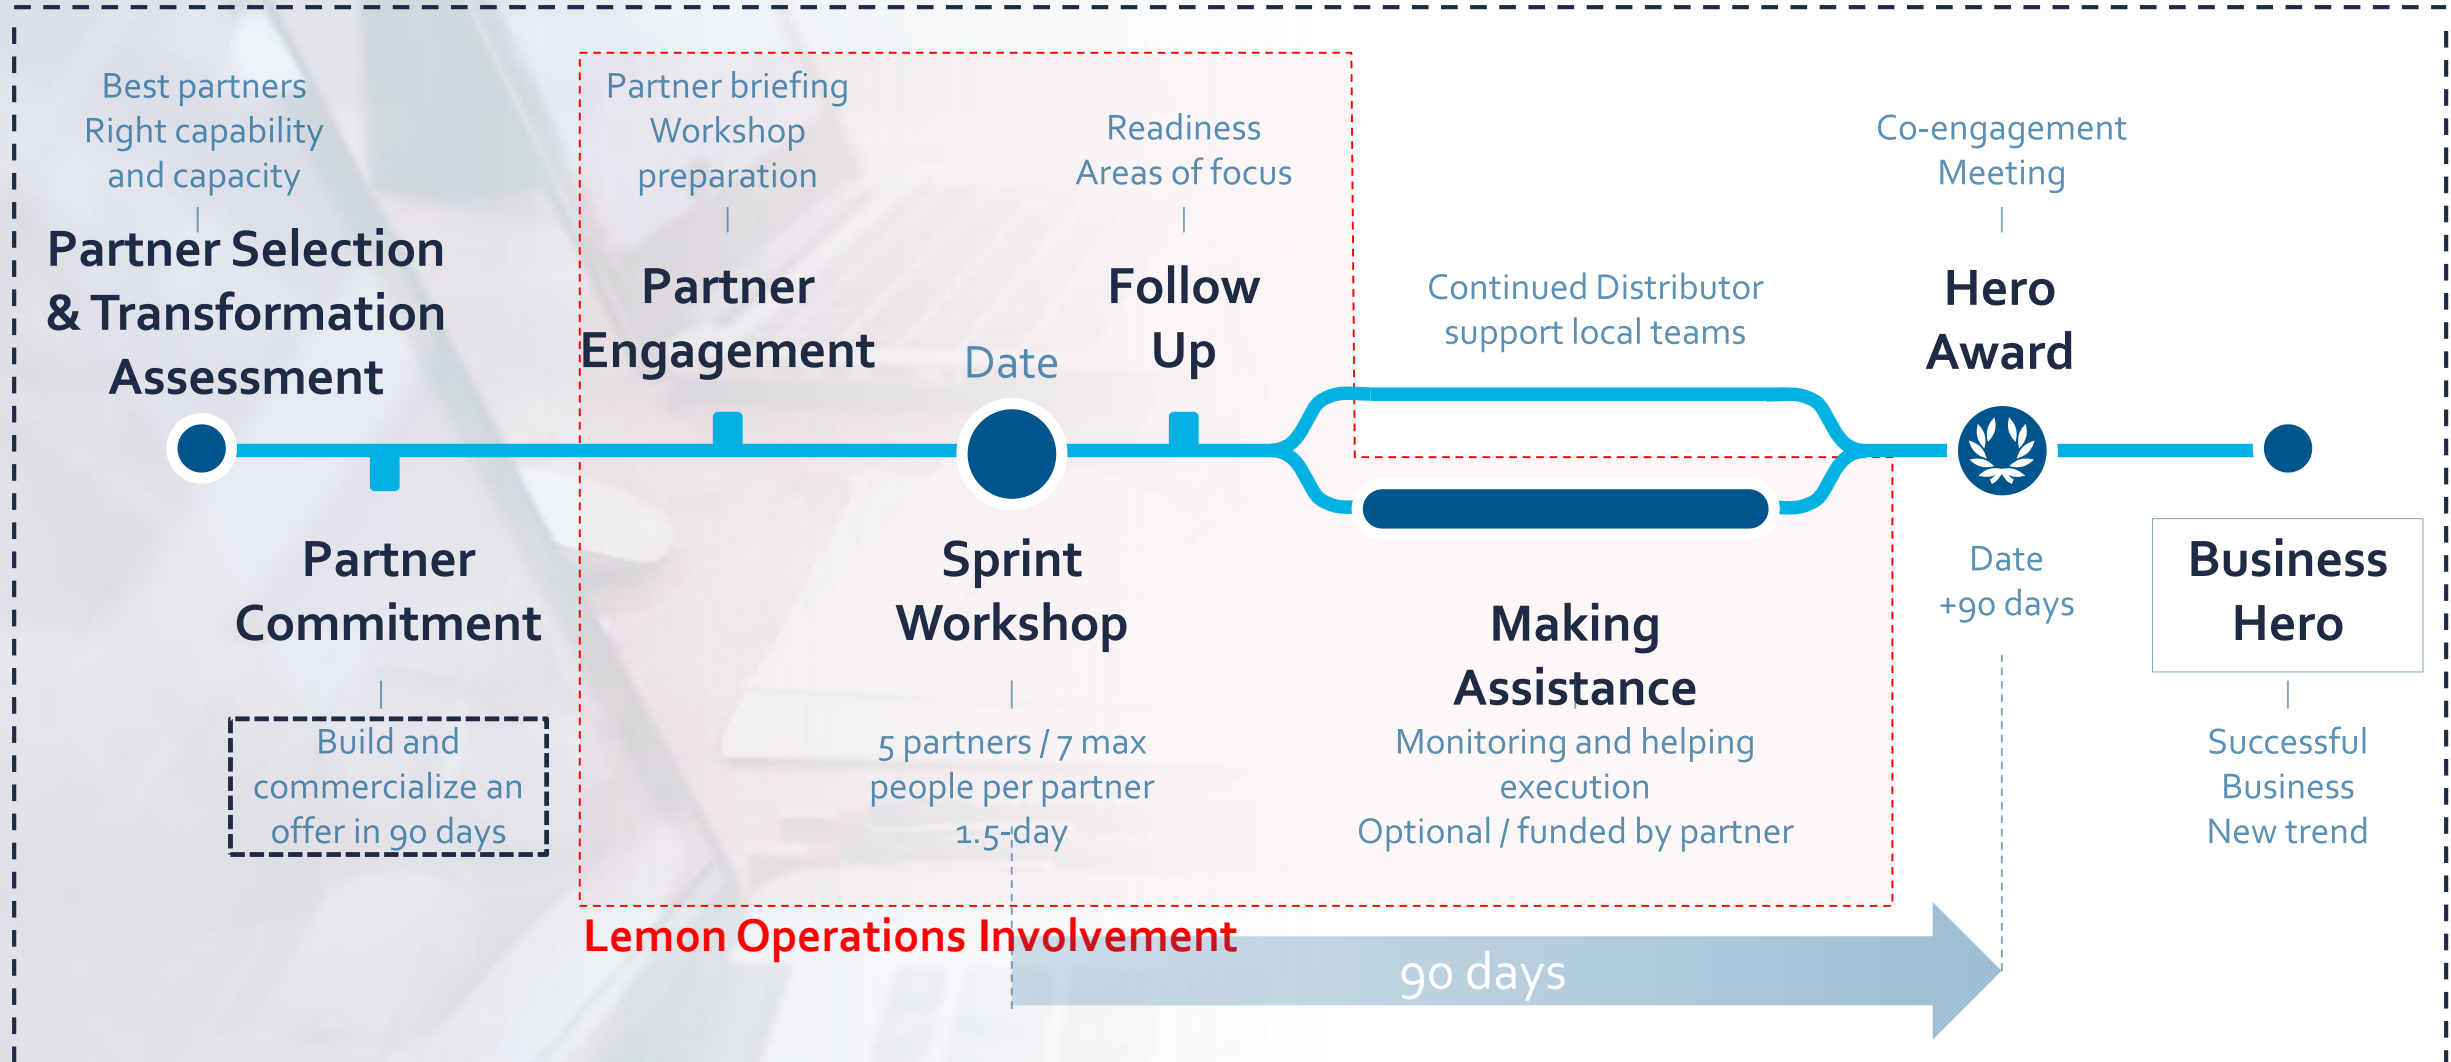 Best partners
Right capability
and capacity
Partner Selection
& Transformation
Assessment
Partner
Commitment
Build and
commercialize an
offer in 90 days
Partner briefing
Workshop
preparation
Partner
Engagement
Date
Sprint
Workshop
5 partners / 7 max
people per partner
1.5-day
Readiness
Areas of focus
Follow
Up
Continued Distributor
support local teams
Making
Assistance
Monitoring and helping
execution
Optional / funded by partner
Co-engagement
Meeting
Hero
Award
Date
+90 days
Business
Hero
Successful
Business
New trend
Lemon Operations Involvement
90 days